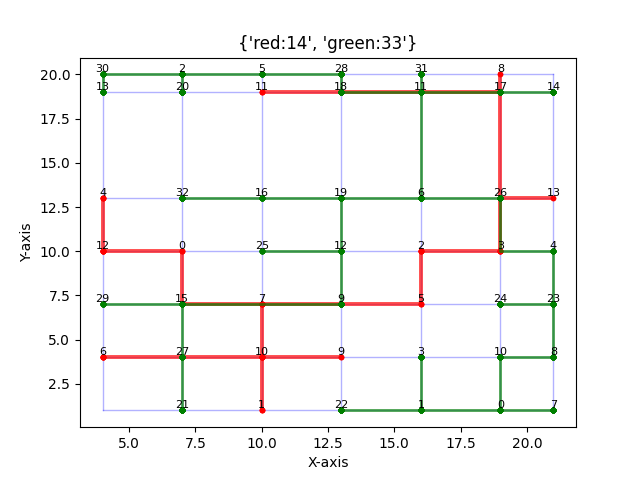 {'red:14', 'green:33'}
20.0
30 2 5 28 31 8
13 20 11 18 11 17 14
17.5
15.0
4 32 16 19 6 26 13
12.5
10.0
12 0 25 12 2 3 4
7.5
29 15 7 9 5 24 23
5.0
6 27 10 9 3 10 8
2.5
21 1 22 1 0 7
5.0 7.5 10.0 12.5 15.0 17.5 20.0
X-axis
Y-axis